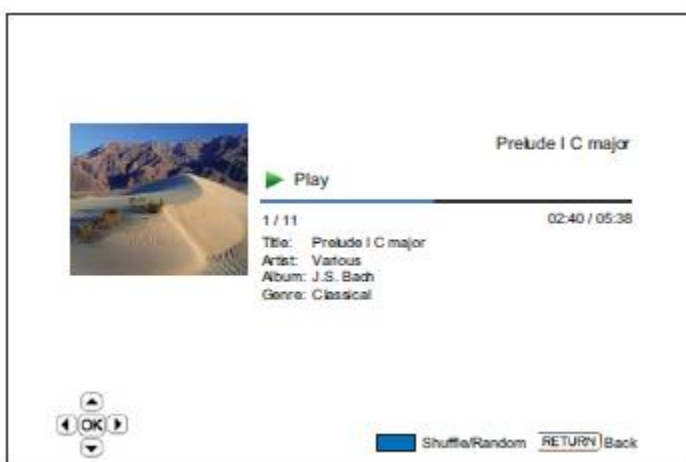 Prelude I C major
Play
1 / 11 02:40 / 05:38
Title: Prelude I C major
Artist: Various
Album: J.S. Bach
Genre: Classical
OK
Shuffle/Random RETURN Back